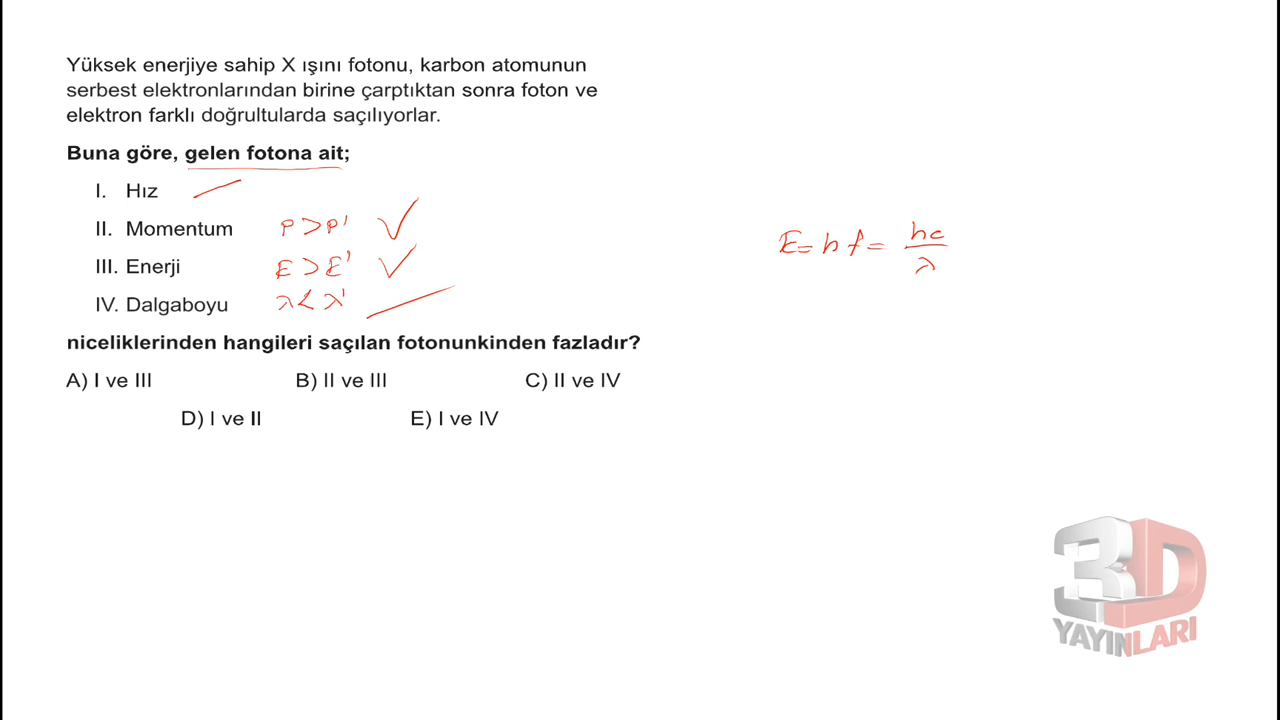 Yüksek enerjiye sahip X ışını fotonu, karbon atomunun
serbest elektronlarından birine çarptıktan sonra foton ve
elektron farklı doğrultularda saçılıyorlar.
Buna göre, gelen fotona ait;
I. Hız
II. Momentum P > P'
III. Enerji E > E'
IV. Dalgaboyu λ < λ'
E = hf = hc/λ
niceliklerinden hangileri saçılan fotonunkinden fazladır?
A) I ve III B) II ve III C) II ve IV
D) I ve II E) I ve IV
3D
YAYINLARI